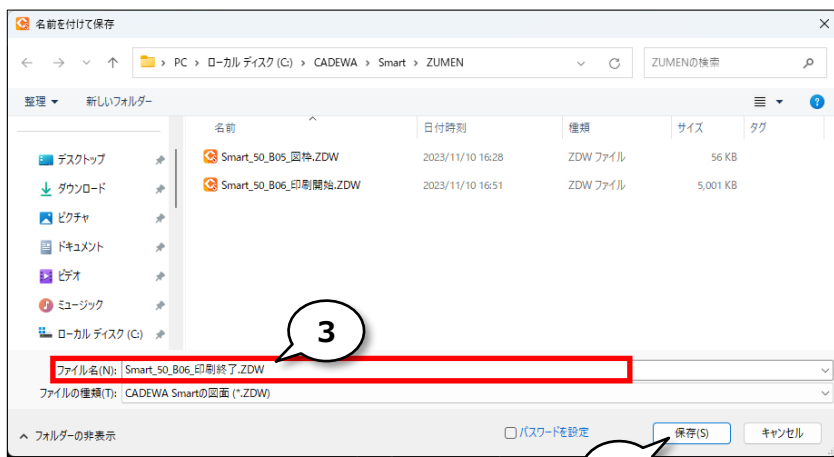 名前を付けて保存
PC › ローカル ディスク (C:) › CADEWA › Smart › ZUMEN
ZUMENの検索
整理 新しいフォルダー
名前 日付時刻 種類 サイズ タグ
デスクトップ
Smart_50_B05_図枠.ZDW 2023/11/10 16:28 ZDW ファイル 56 KB
ダウンロード
Smart_50_B06_印刷開始.ZDW 2023/11/10 16:51 ZDW ファイル 5,001 KB
ピクチャ
ドキュメント
ビデオ
ミュージック
ローカル ディスク (C:)
3
ファイル名(N): Smart_50_B06_印刷終了.ZDW
ファイルの種類(T): CADEWA Smartの図面 (*.ZDW)
フォルダーの非表示
パスワードを設定
保存(S)
キャンセル